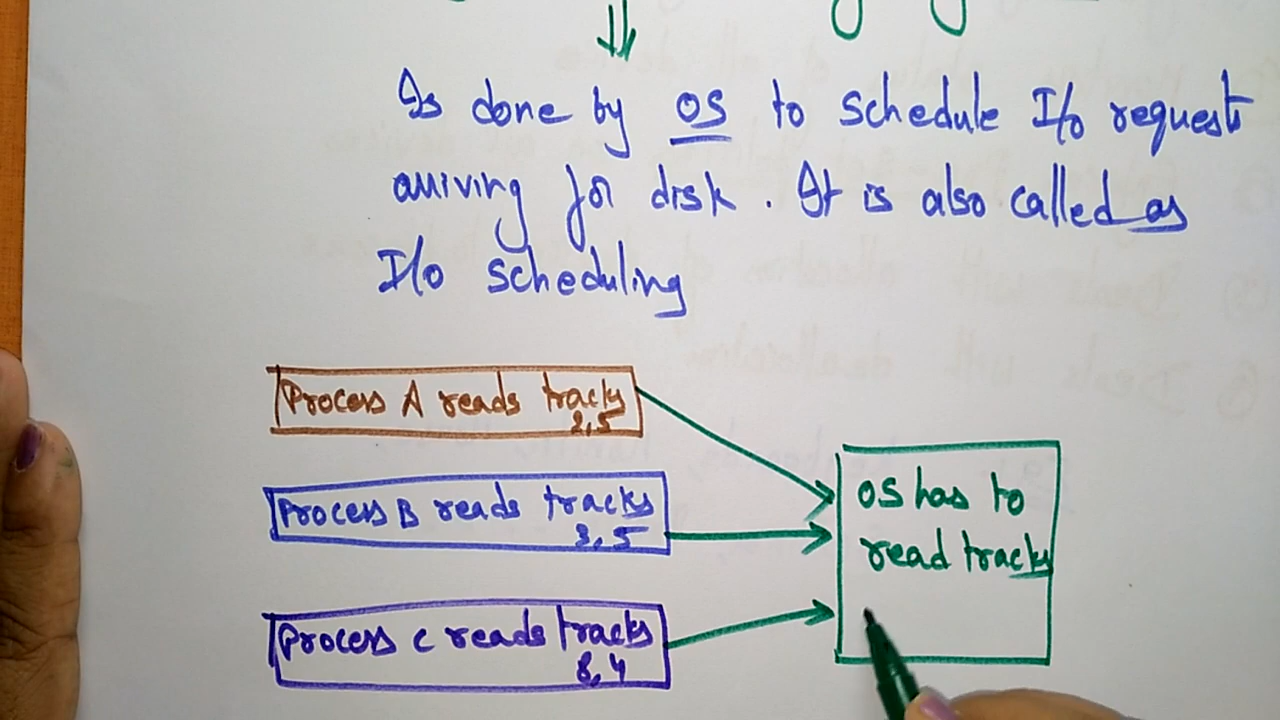 Is done by OS to schedule I/o requests
arriving for disk. It is also called as
I/o scheduling
Process A reads tracks
2,5
Process B reads tracks
3,5
Process C reads tracks
8,4
OS has to
read tracks